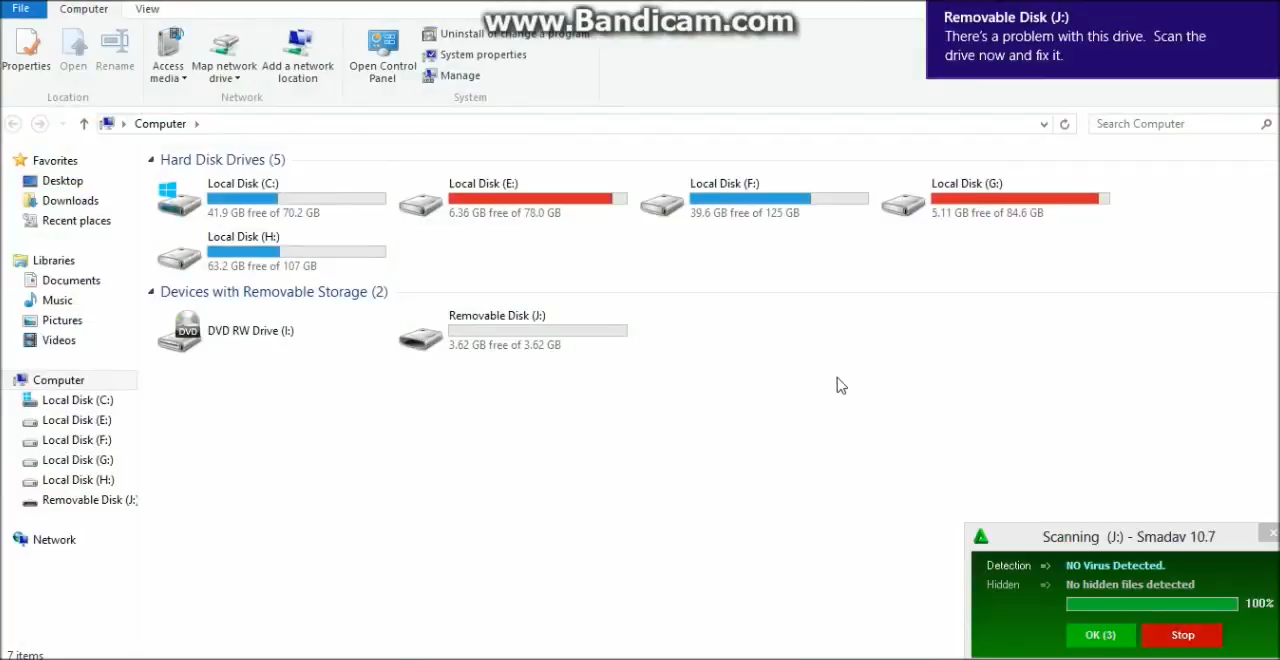 File Computer View
www.Bandicam.com
Properties Open Rename
Access media
Map network drive
Add a network location
Open Control Panel
Uninstall or change a program
System properties
Manage
Location Network System
Removable Disk (J:)
There's a problem with this drive. Scan the
drive now and fix it.
Computer
Search Computer
Favorites
Desktop
Downloads
Recent places
Libraries
Documents
Music
Pictures
Videos
Computer
Local Disk (C:)
Local Disk (E:)
Local Disk (F:)
Local Disk (G:)
Local Disk (H:)
Removable Disk (J:)
Network
Hard Disk Drives (5)
Local Disk (C:)
41.9 GB free of 70.2 GB
Local Disk (E:)
6.36 GB free of 78.0 GB
Local Disk (F:)
39.6 GB free of 125 GB
Local Disk (G:)
5.11 GB free of 84.6 GB
Local Disk (H:)
63.2 GB free of 107 GB
Devices with Removable Storage (2)
DVD
DVD RW Drive (I:)
Removable Disk (J:)
3.62 GB free of 3.62 GB
Scanning (J:) - Smadav 10.7
Detection => NO Virus Detected.
Hidden => No hidden files detected
100%
OK (3) Stop
7 items